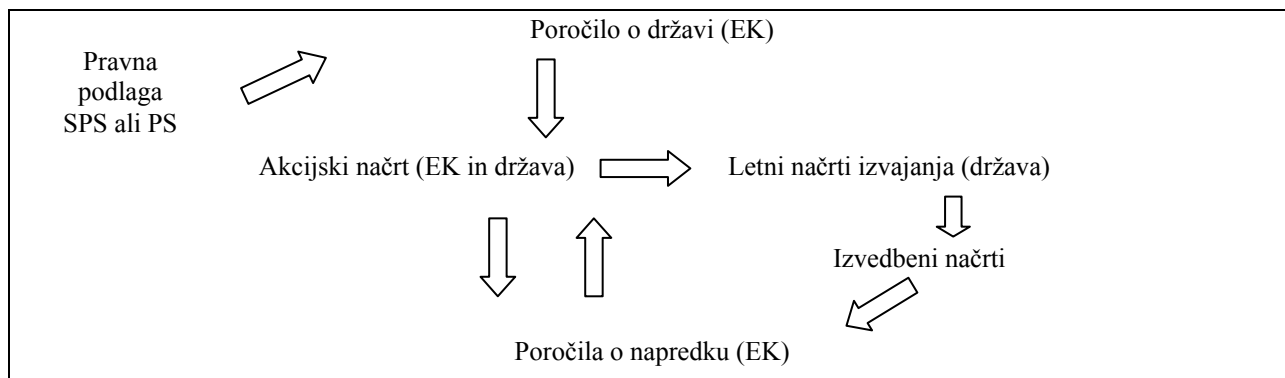 Poročilo o državi (EK)
Pravna
podlaga
SPS ali PS
Akcijski načrt (EK in država)
Letni načrti izvajanja (država)
Izvedbeni načrti
Poročila o napredku (EK)